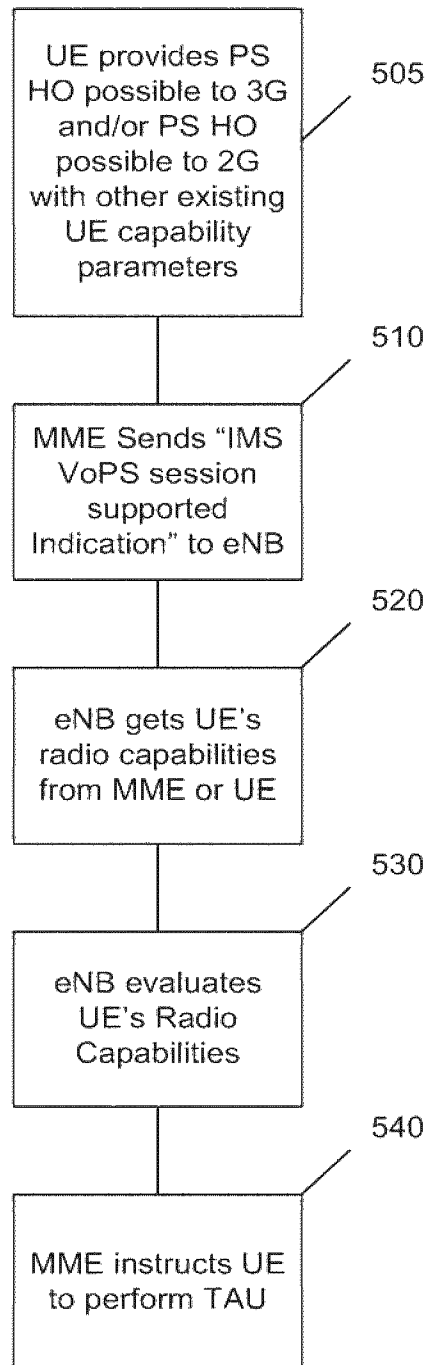 UE provides PS
HO possible to 3G
and/or PS HO
possible to 2G
with other existing
UE capability
parameters
505
MME Sends “IMS
VoPS session
supported
Indication” to eNB
510
eNB gets UE's
radio capabilities
from MME or UE
520
eNB evaluates
UE's Radio
Capabilities
530
MME instructs UE
to perform TAU
540